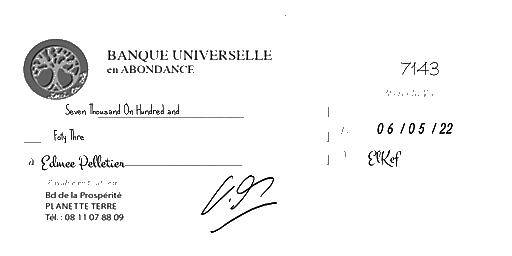 BANQUE UNIVERSELLE
en ABONDANCE
7143
Seven Thousand On Hundred and
Foty Thre
06/05/22
à Edmee Pelletier
ElKef
Bd de la Prospérité
PLANETTE TERRE
Tél. : 08 11 07 88 09